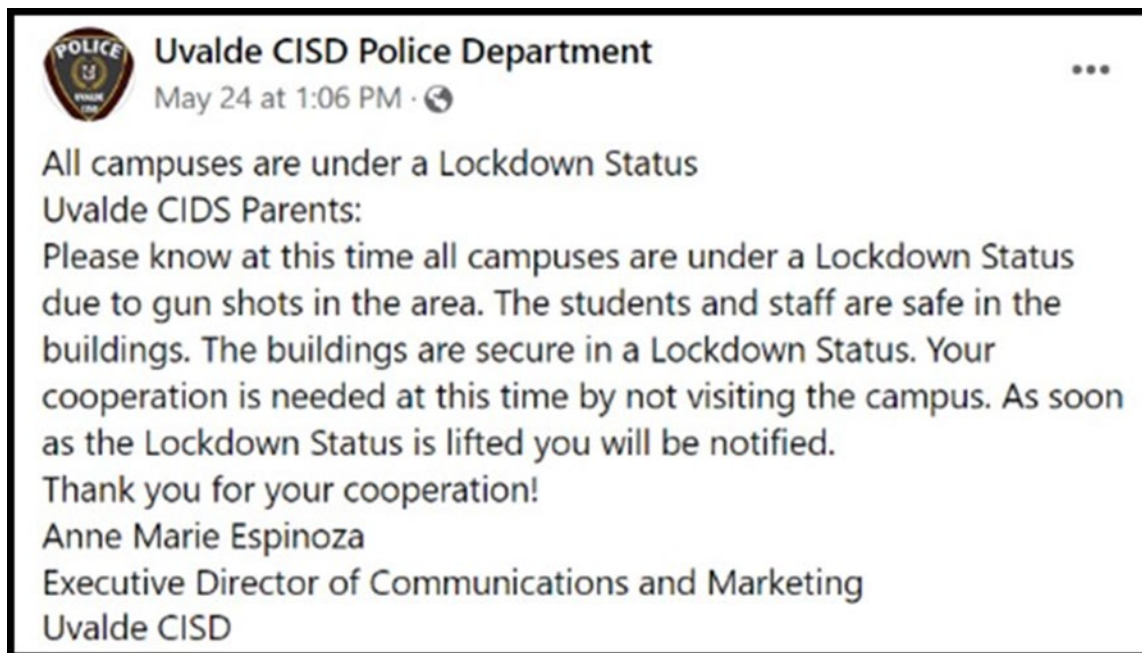 POLICE
UVALDE
CISD
Uvalde CISD Police Department
May 24 at 1:06 PM ·
All campuses are under a Lockdown Status
Uvalde CIDS Parents:
Please know at this time all campuses are under a Lockdown Status
due to gun shots in the area. The students and staff are safe in the
buildings. The buildings are secure in a Lockdown Status. Your
cooperation is needed at this time by not visiting the campus. As soon
as the Lockdown Status is lifted you will be notified.
Thank you for your cooperation!
Anne Marie Espinoza
Executive Director of Communications and Marketing
Uvalde CISD